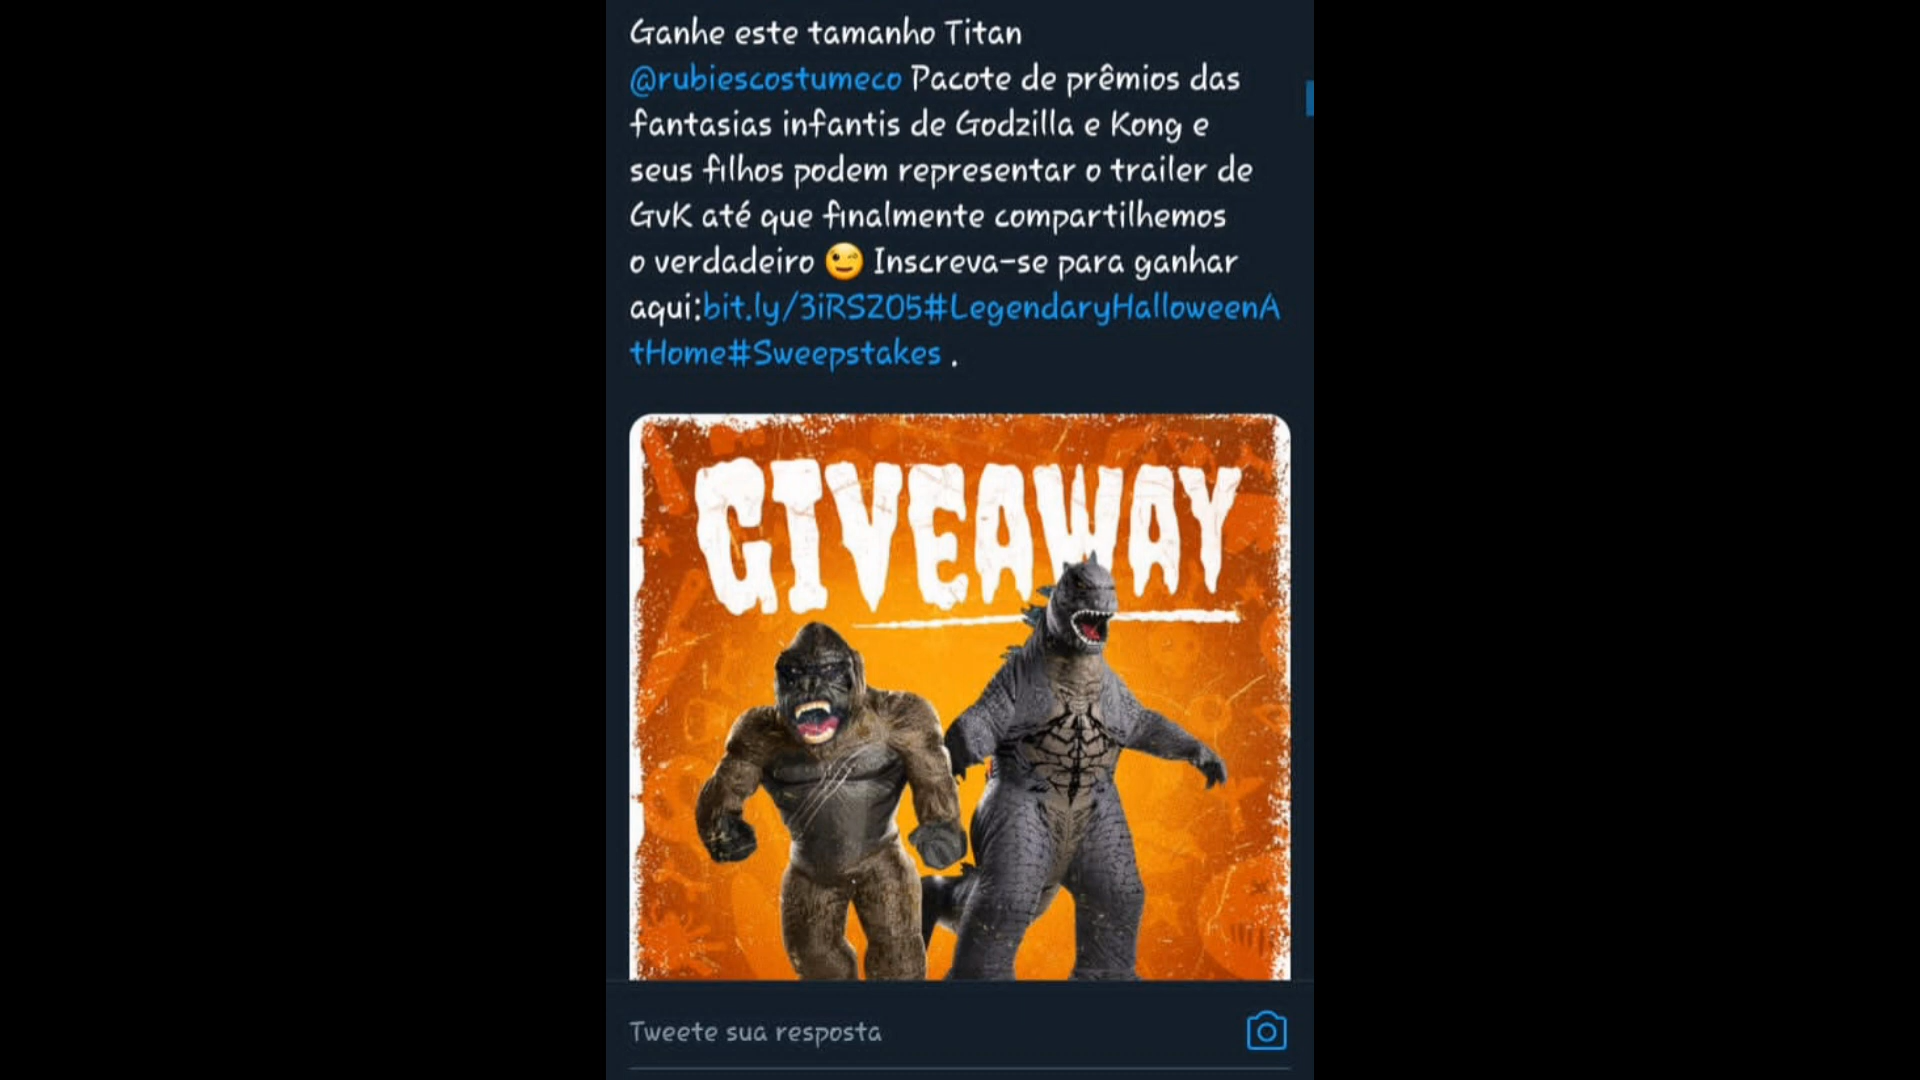 Ganhe este tamanho Titan
@rubiescostumeco Pacote de prêmios das
fantasias infantis de Godzilla e Kong e
seus filhos podem representar o trailer de
GvK até que finalmente compartilhemos
o verdadeiro 😉 Inscreva-se para ganhar
aqui:bit.ly/3iRSZO5#LegendaryHalloweenA
tHome#Sweepstakes .
GIVEAWAY
Tweete sua resposta